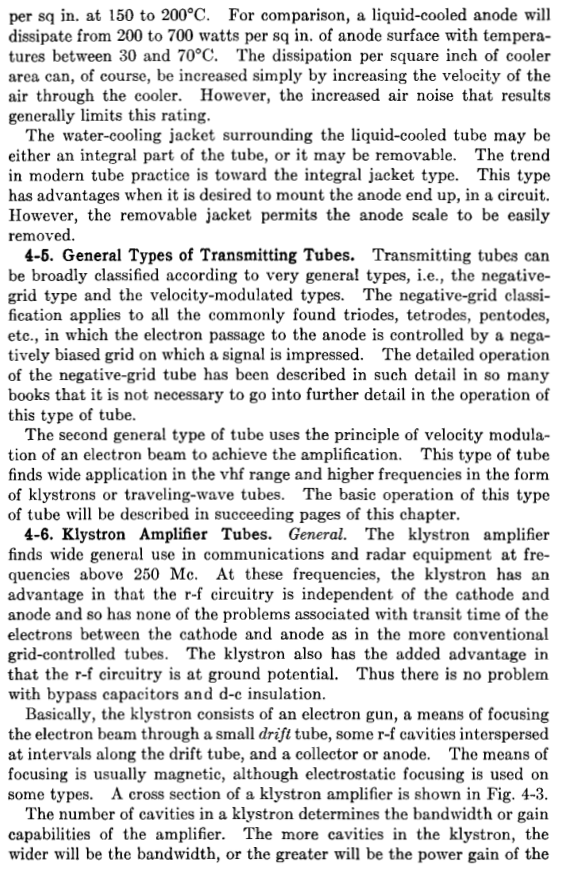 per sq in. at 150 to 200°C. For comparison, a liquid-cooled anode will
dissipate from 200 to 700 watts per sq in. of anode surface with tempera-
tures between 30 and 70°C. The dissipation per square inch of cooler
area can, of course, be increased simply by increasing the velocity of the
air through the cooler. However, the increased air noise that results
generally limits this rating.
The water-cooling jacket surrounding the liquid-cooled tube may be
either an integral part of the tube, or it may be removable. The trend
in modern tube practice is toward the integral jacket type. This type
has advantages when it is desired to mount the anode end up, in a circuit.
However, the removable jacket permits the anode scale to be easily
removed.
4-5. General Types of Transmitting Tubes. Transmitting tubes can
be broadly classified according to very general types, i.e., the negative-
grid type and the velocity-modulated types. The negative-grid classi-
fication applies to all the commonly found triodes, tetrodes, pentodes,
etc., in which the electron passage to the anode is controlled by a nega-
tively biased grid on which a signal is impressed. The detailed operation
of the negative-grid tube has been described in such detail in so many
books that it is not necessary to go into further detail in the operation of
this type of tube.
The second general type of tube uses the principle of velocity modula-
tion of an electron beam to achieve the amplification. This type of tube
finds wide application in the vhf range and higher frequencies in the form
of klystrons or traveling-wave tubes. The basic operation of this type
of tube will be described in succeeding pages of this chapter.
4-6. Klystron Amplifier Tubes. General. The klystron amplifier
finds wide general use in communications and radar equipment at fre-
quencies above 250 Mc. At these frequencies, the klystron has an
advantage in that the r-f circuitry is independent of the cathode and
anode and so has none of the problems associated with transit time of the
electrons between the cathode and anode as in the more conventional
grid-controlled tubes. The klystron also has the added advantage in
that the r-f circuitry is at ground potential. Thus there is no problem
with bypass capacitors and d-c insulation.
Basically, the klystron consists of an electron gun, a means of focusing
the electron beam through a small drift tube, some r-f cavities interspersed
at intervals along the drift tube, and a collector or anode. The means of
focusing is usually magnetic, although electrostatic focusing is used on
some types. A cross section of a klystron amplifier is shown in Fig. 4-3.
The number of cavities in a klystron determines the bandwidth or gain
capabilities of the amplifier. The more cavities in the klystron, the
wider will be the bandwidth, or the greater will be the power gain of the